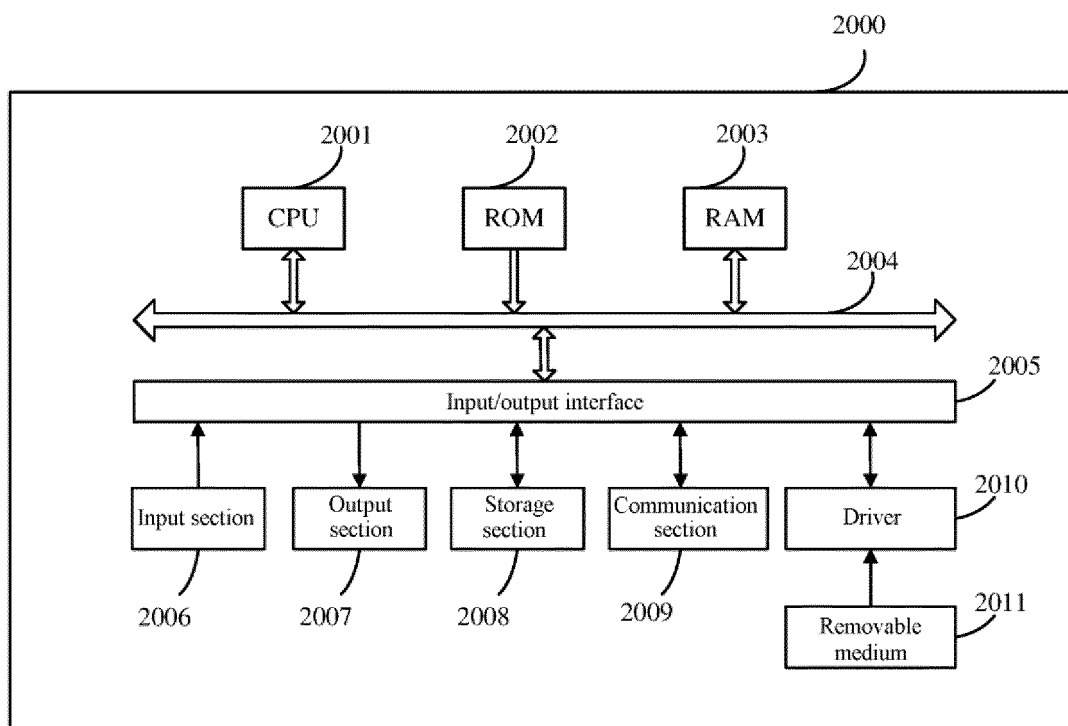 2000
2001
2002
2003
CPU
ROM
RAM
2004
2005
Input/output interface
Input section
Output
section
Storage
section
Communication
section
Driver
2010
2006
2007
2008
2009
2011
Removable
medium